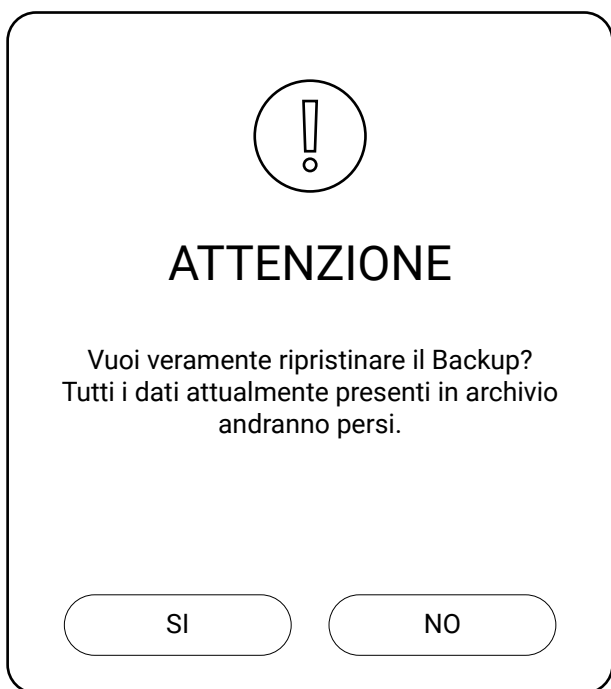 ATTENZIONE
Vuoi veramente ripristinare il Backup?
Tutti i dati attualmente presenti in archivio
andranno persi.
SI NO